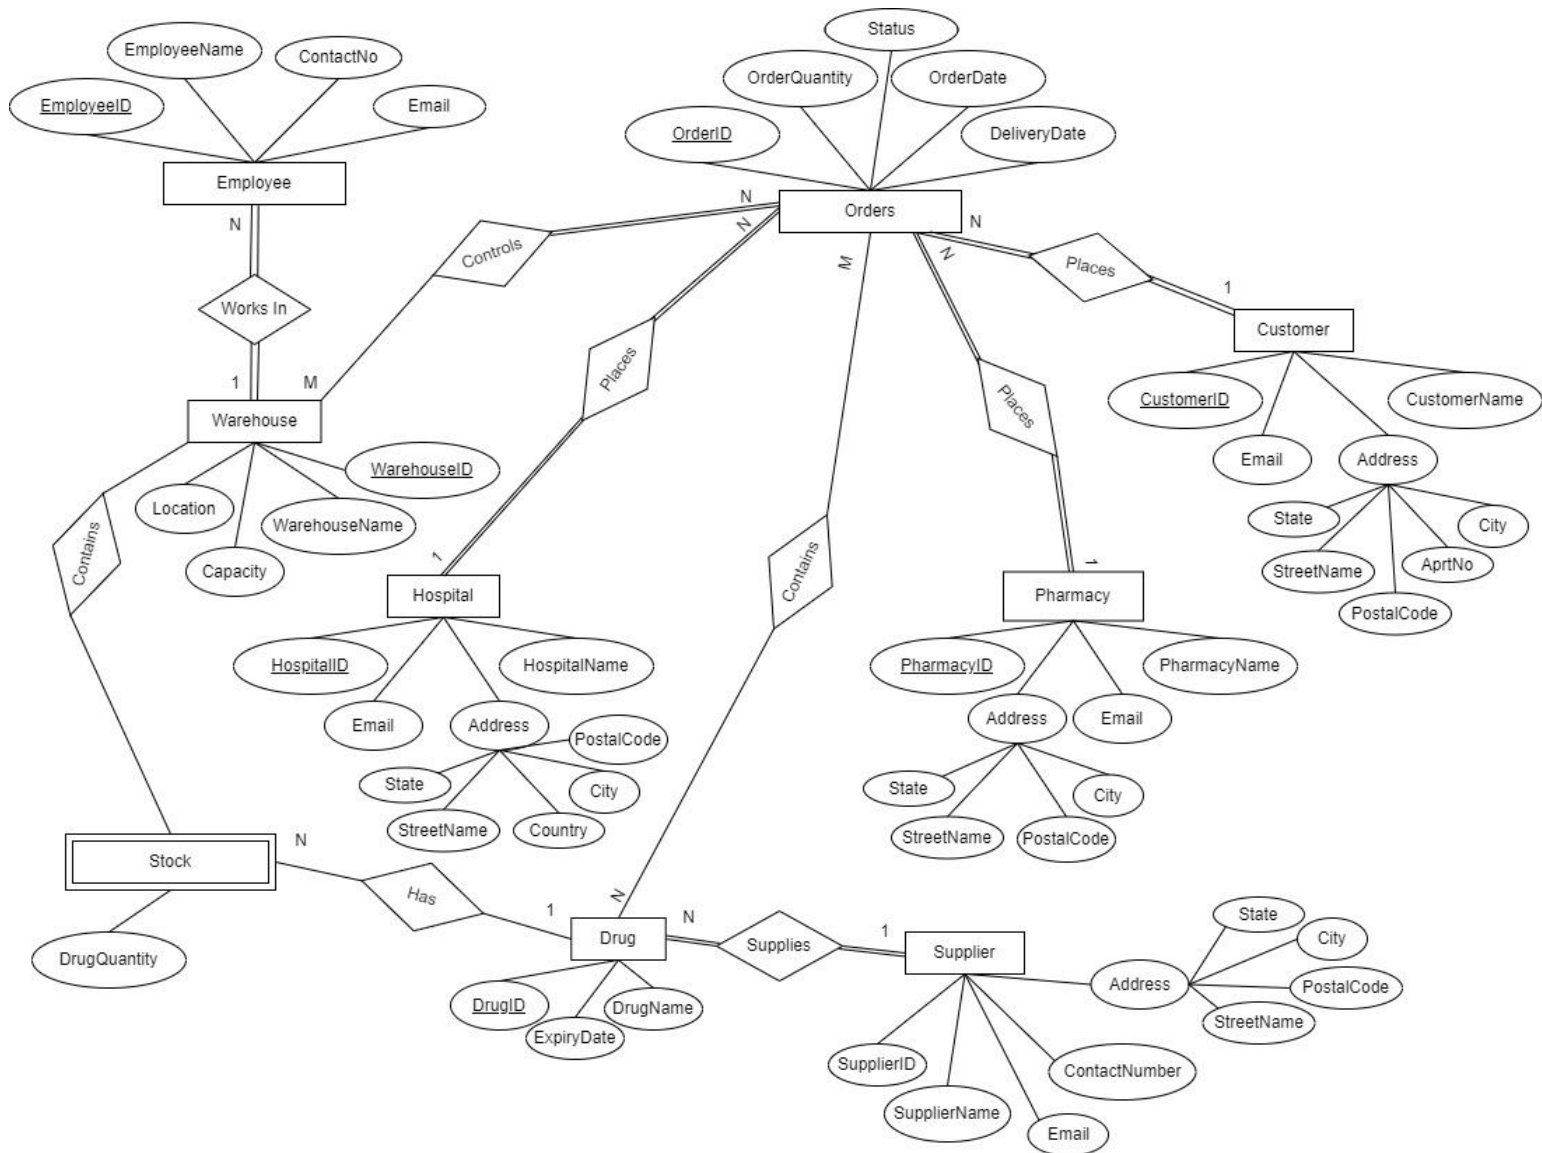 Status
EmployeeName
ContactNo
OrderQuantity
OrderDate
EmployeeID
Email
OrderID
DeliveryDate
Employee
Orders
N
N
N
N
N
Controls
Places
M
N
1
Works In
Customer
Places
1
M
Places
CustomerID
CustomerName
Warehouse
WarehouseID
Email
Address
Location
WarehouseName
State
City
Contains
Capacity
Contains
StreetName
AprtNo
1
1
PostalCode
Hospital
Pharmacy
HospitalID
HospitalName
PharmacyID
PharmacyName
Email
Address
PostalCode
Address
Email
State
City
State
City
StreetName
Country
StreetName
PostalCode
N
Stock
Has
N
1
N
1
State
City
Drug
Supplies
Supplier
DrugQuantity
Address
PostalCode
DrugID
DrugName
StreetName
ExpiryDate
SupplierID
ContactNumber
SupplierName
Email